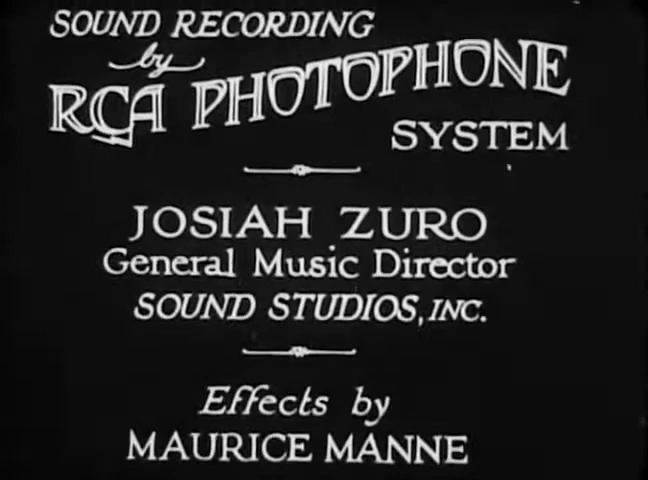 SOUND RECORDING
by
RCA PHOTOPHONE
SYSTEM
JOSIAH ZURO
General Music Director
SOUND STUDIOS, INC.
Effects by
MAURICE MANNE